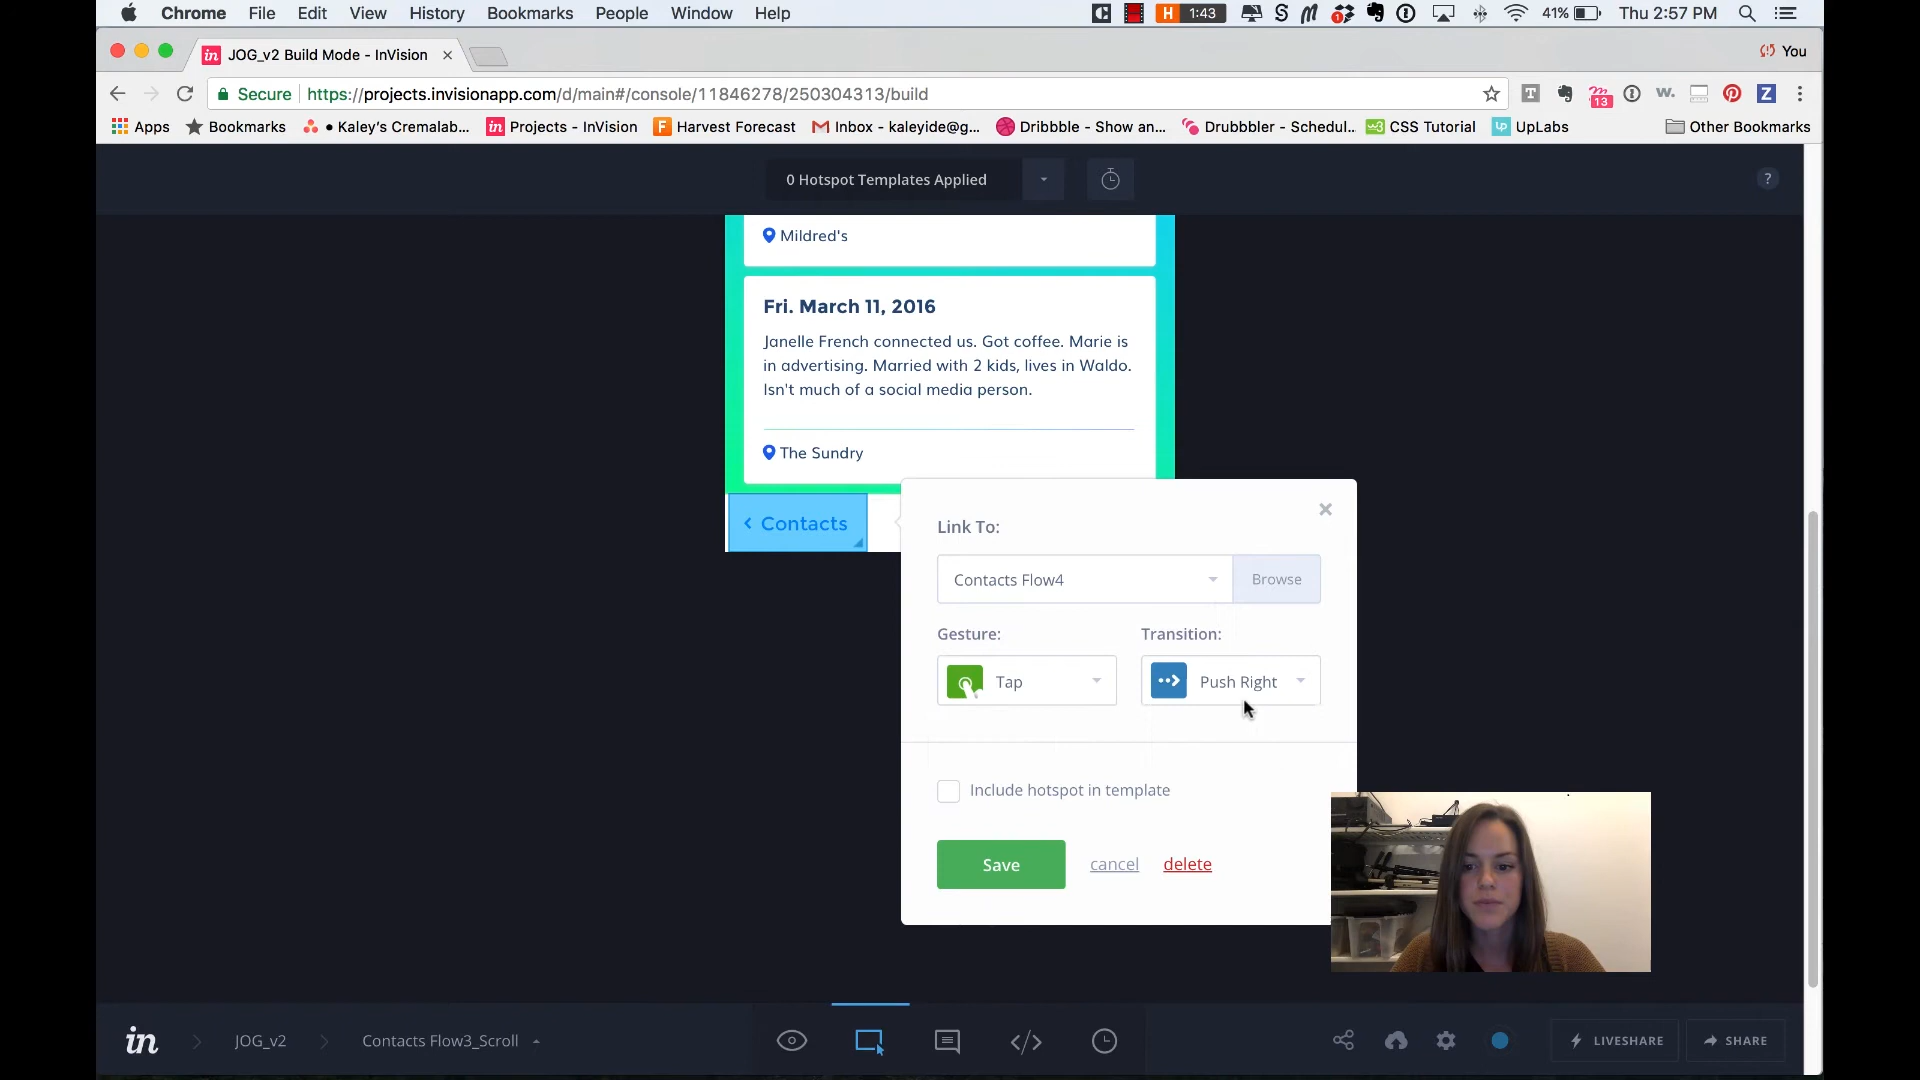 Chrome File Edit View History Bookmarks People Window Help
H 1:43 41% Thu 2:57 PM
in JOG_v2 Build Mode - InVision × You
Secure https://projects.invisionapp.com/d/main#/console/11846278/250304313/build T 13 w. Z
Apps Bookmarks Kaley's Cremalab... in Projects - InVision F Harvest Forecast Inbox - kaleyide@g... Dribbble - Show an... Drubbbler - Schedul... CSS Tutorial UpLabs Other Bookmarks
0 Hotspot Templates Applied ?
Mildred's
Fri. March 11, 2016
Janelle French connected us. Got coffee. Marie is
in advertising. Married with 2 kids, lives in Waldo.
Isn't much of a social media person.
The Sundry
Contacts
Link To:
Contacts Flow4 Browse
Gesture: Transition:
Tap Push Right
Include hotspot in template
Save cancel delete
in JOG_v2 Contacts Flow3_Scroll LIVESHARE SHARE